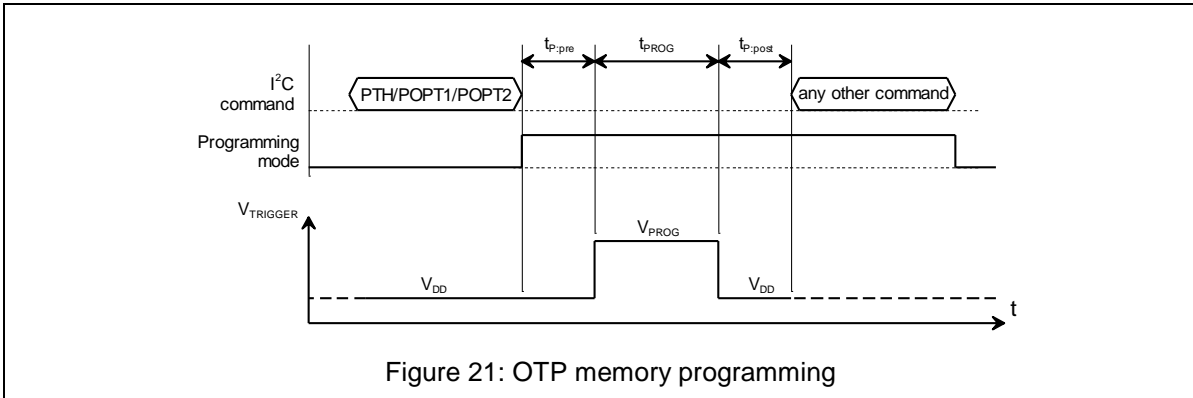 tP:pre tPROG tP:post
I2C
command
PTH/POPT1/POPT2 any other command
Programming
mode
VTRIGGER
VPROG
VDD VDD
t
Figure 21: OTP memory programming